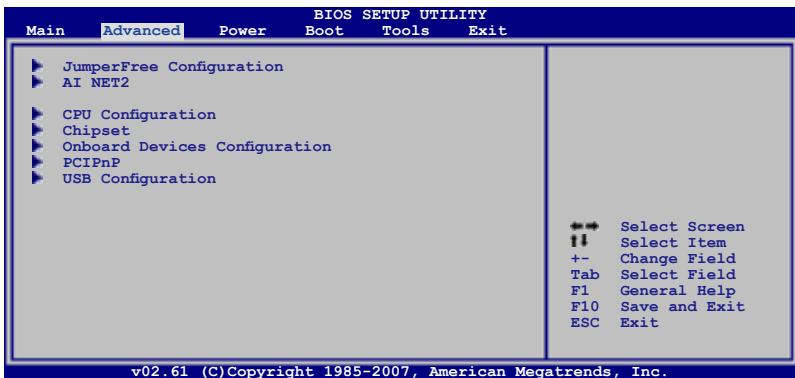 BIOS SETUP UTILITY
Main Advanced Power Boot Tools Exit
JumperFree Configuration
AI NET2
CPU Configuration
Chipset
Onboard Devices Configuration
PCIPnP
USB Configuration
←→ Select Screen
↑↓ Select Item
+- Change Field
Tab Select Field
F1 General Help
F10 Save and Exit
ESC Exit
v02.61 (C)Copyright 1985-2007, American Megatrends, Inc.